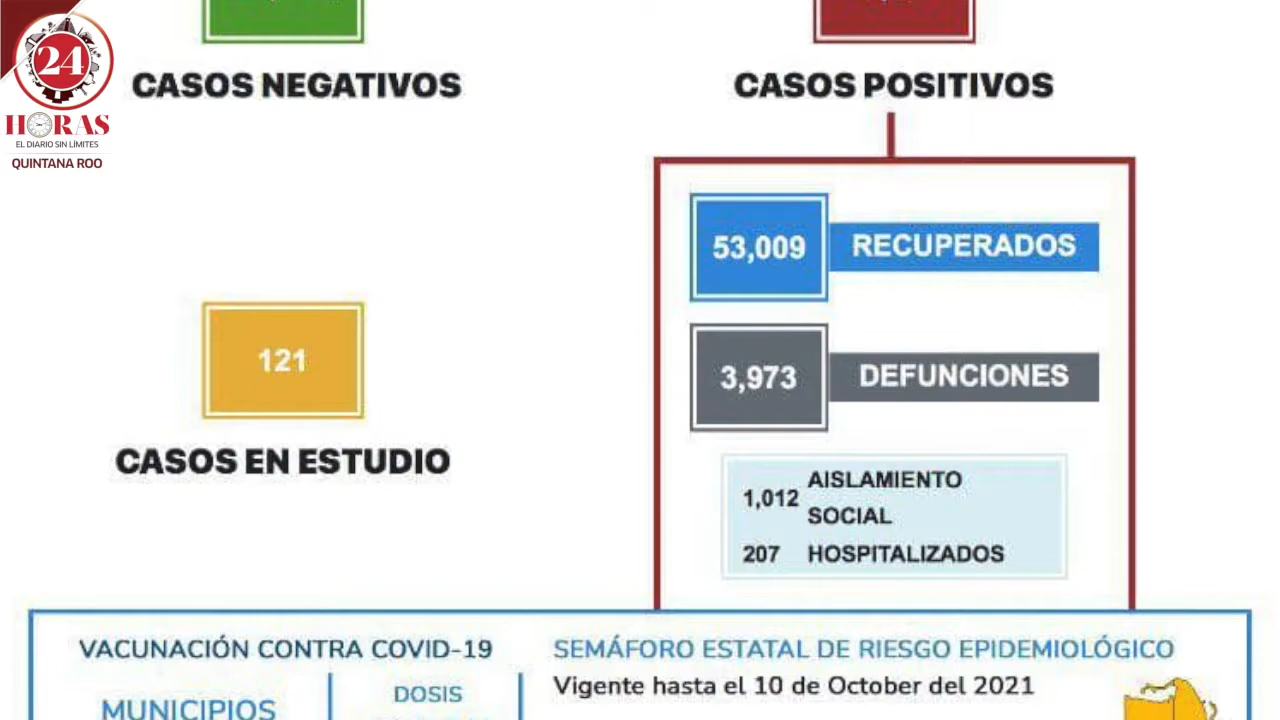 24
HORAS
EL DIARIO SIN LÍMITES
QUINTANA ROO
CASOS NEGATIVOS
CASOS POSITIVOS
53,009 RECUPERADOS
3,973 DEFUNCIONES
121
CASOS EN ESTUDIO
1,012 AISLAMIENTO
SOCIAL
207 HOSPITALIZADOS
VACUNACIÓN CONTRA COVID-19
MUNICIPIOS
DOSIS
SEMÁFORO ESTATAL DE RIESGO EPIDEMIOLÓGICO
Vigente hasta el 10 de October del 2021